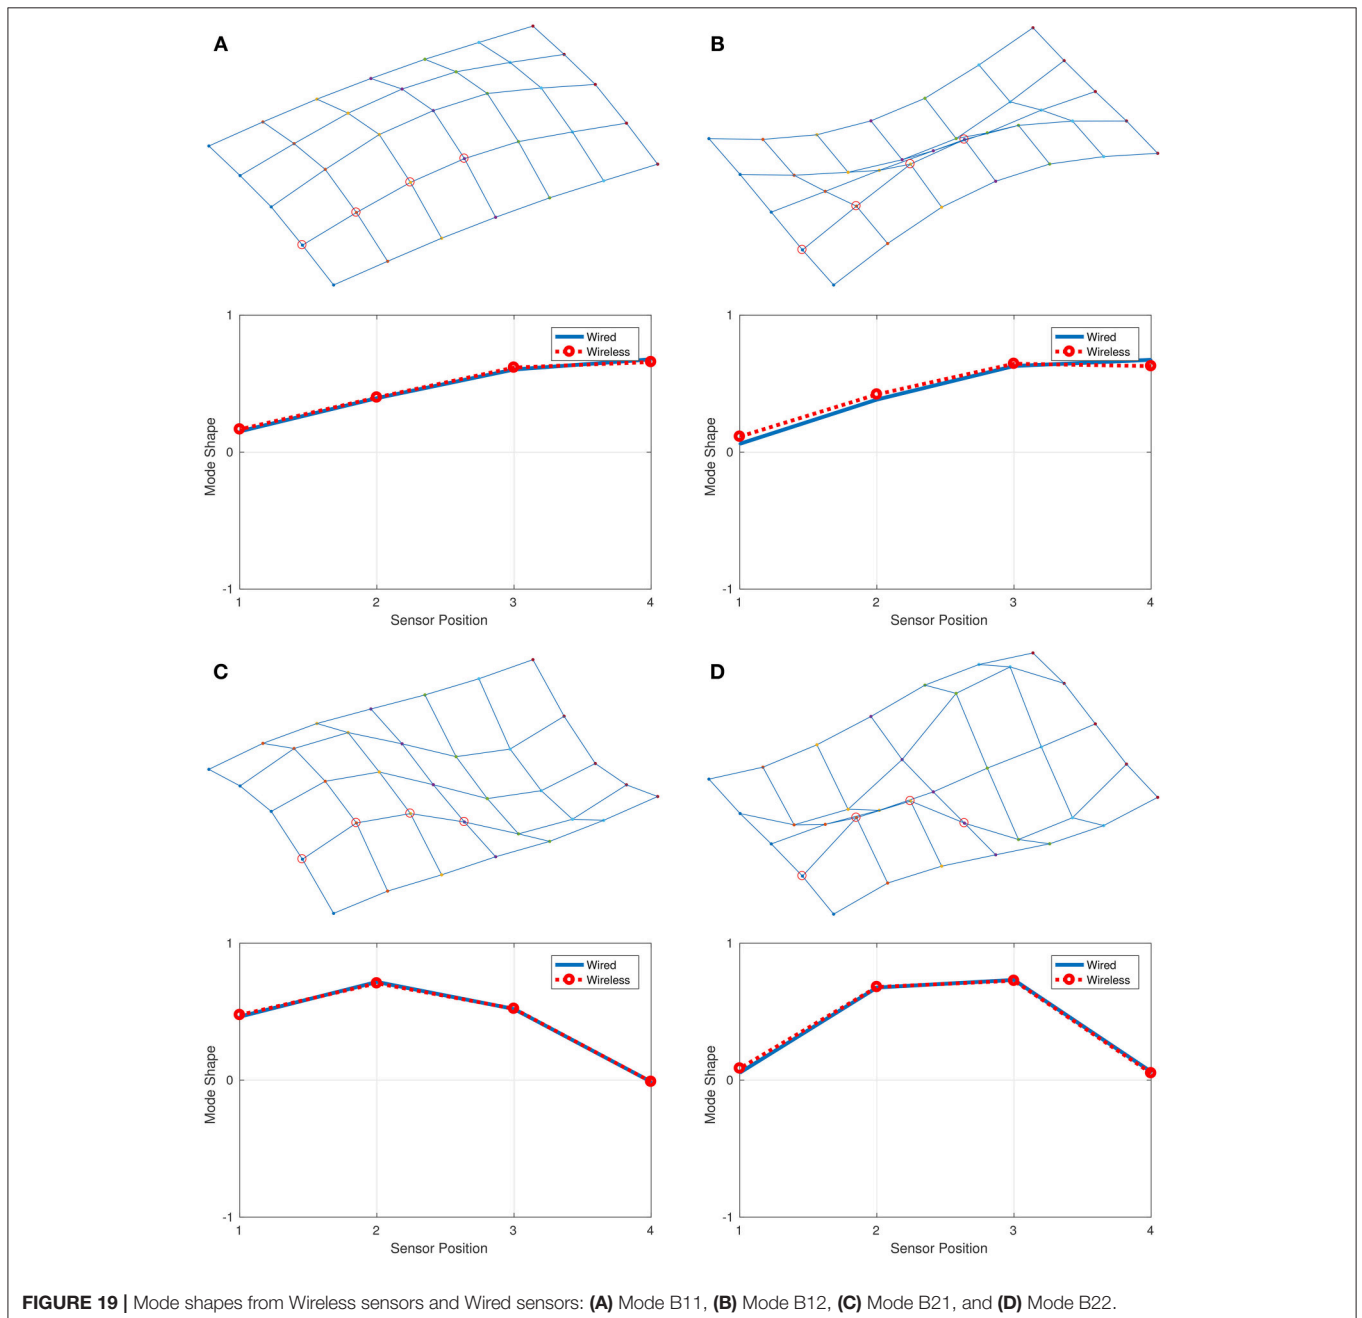 A
B
1
Wired
Wireless
Mode Shape
0
-1
1 2 3 4
Sensor Position
1
Wired
Wireless
Mode Shape
0
-1
1 2 3 4
Sensor Position
C
D
1
Wired
Wireless
Mode Shape
0
-1
1 2 3 4
Sensor Position
1
Wired
Wireless
Mode Shape
0
-1
1 2 3 4
Sensor Position
FIGURE 19 | Mode shapes from Wireless sensors and Wired sensors: (A) Mode B11, (B) Mode B12, (C) Mode B21, and (D) Mode B22.